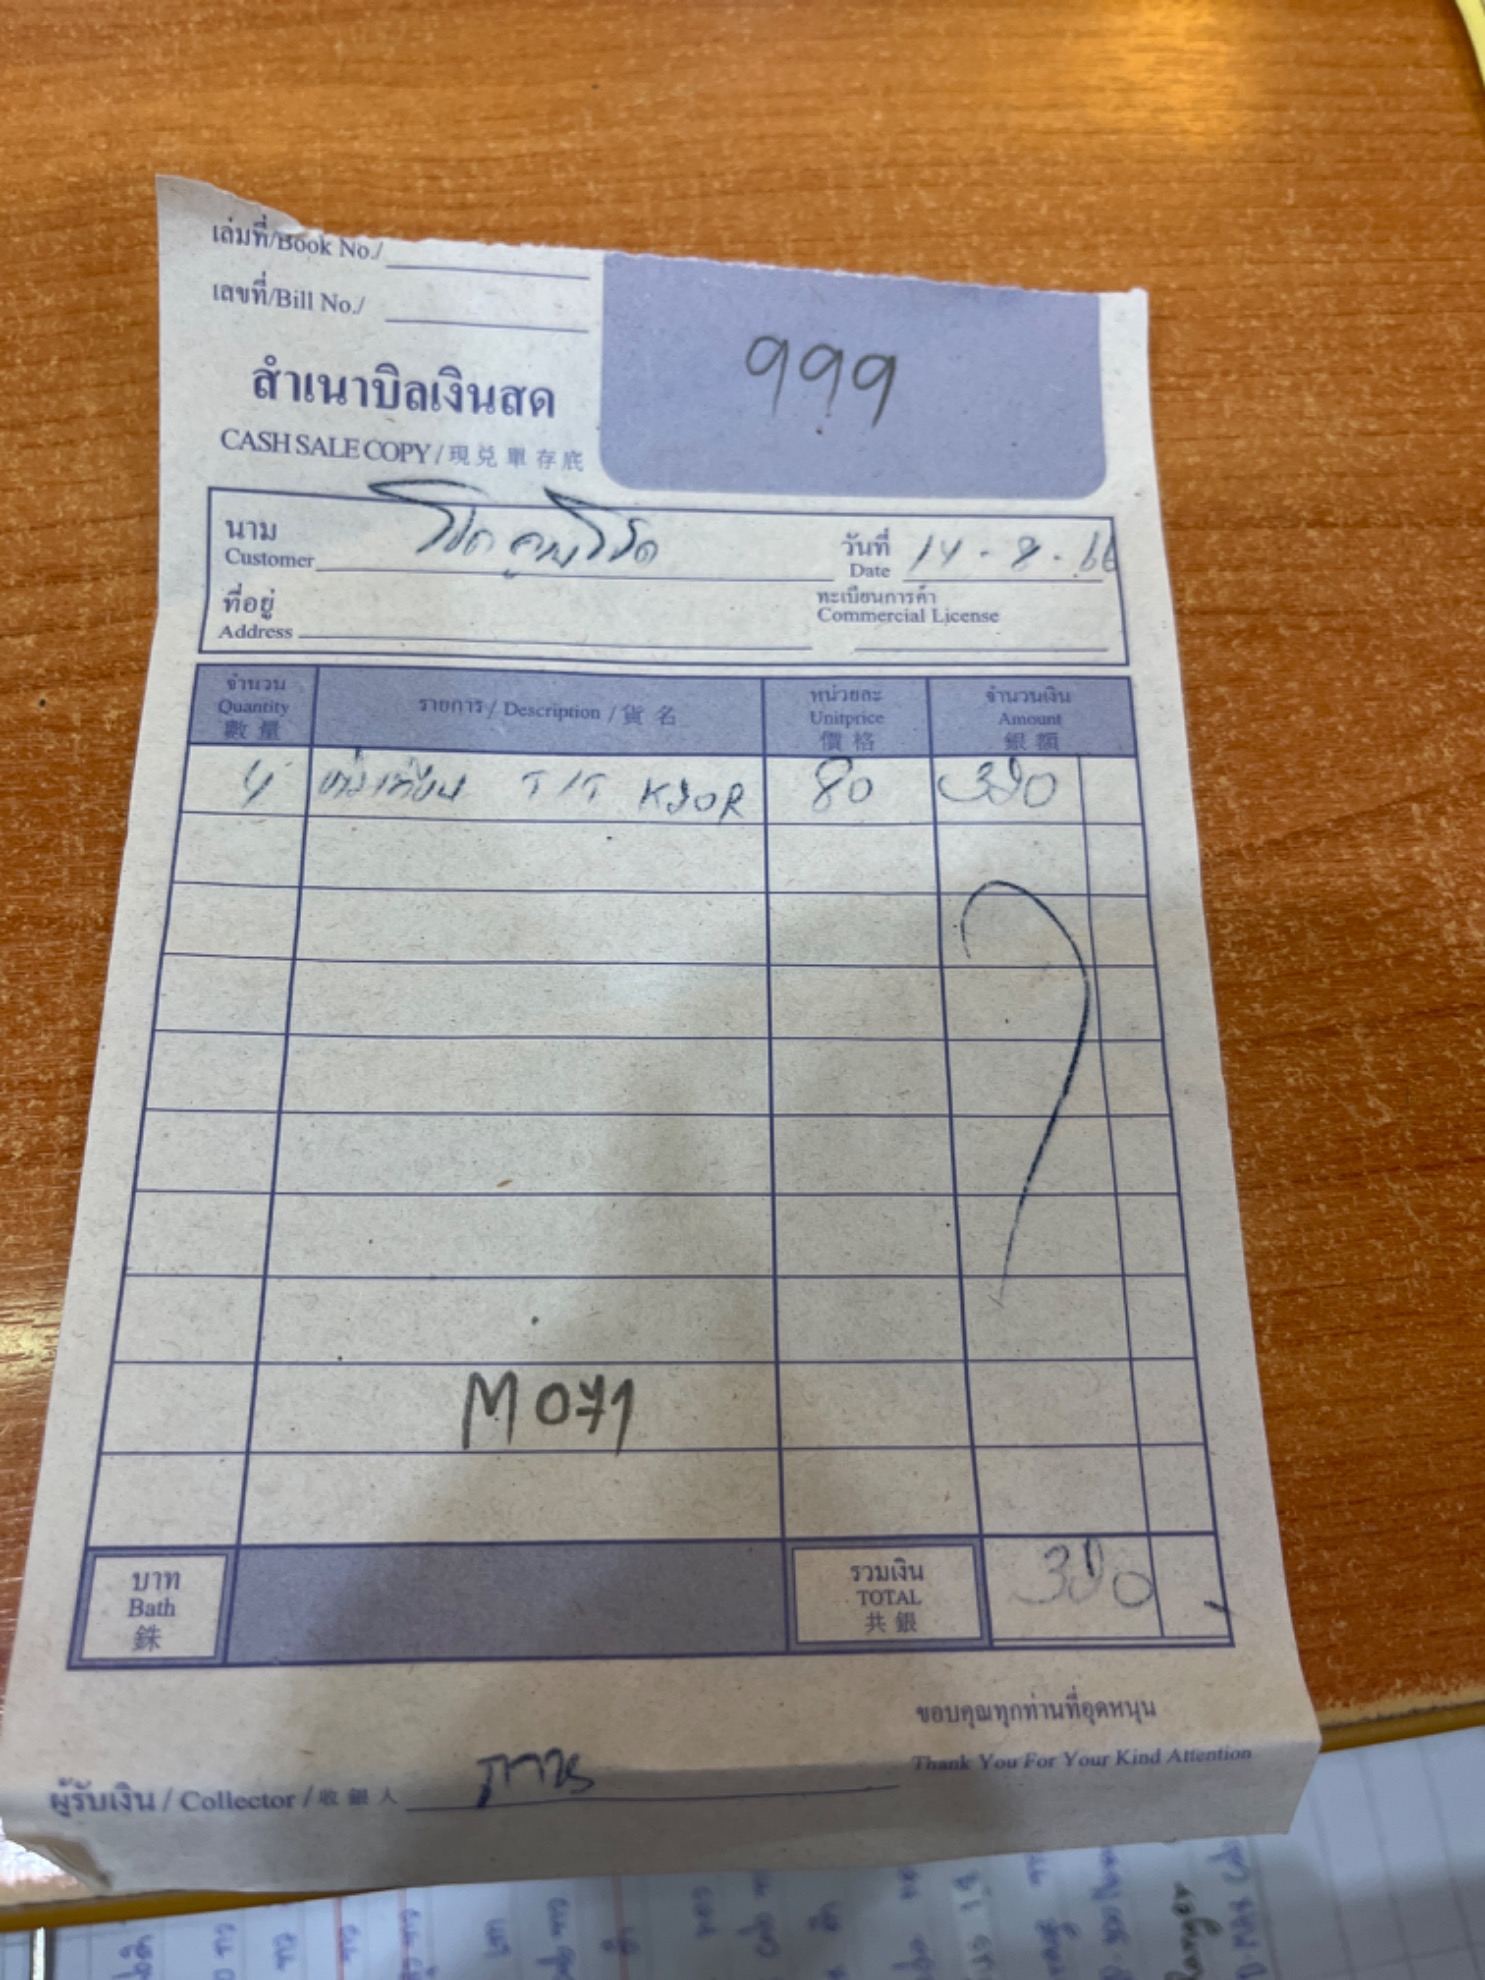 เล่มที่/Book No./
เลขที่/Bill No./
999
สำเนาบิลเงินสด
CASH SALE COPY / 現兑單存底
นาม
Customer
วันที่ 14 - 8 - 66
Date
ที่อยู่
Address
ทะเบียนการค้า
Commercial License
จำนวน รายการ / Description / 貨名 หน่วยละ จำนวนเงิน
Quantity Unitprice Amount
數量 價格 銀額
4 หัวเทียน T/T K20R 80 320
M071
บาท
Bath
銖
รวมเงิน
TOTAL
共銀
320
ขอบคุณทุกท่านที่อุดหนุน
Thank You For Your Kind Attention
ผู้รับเงิน / Collector / 收銀人